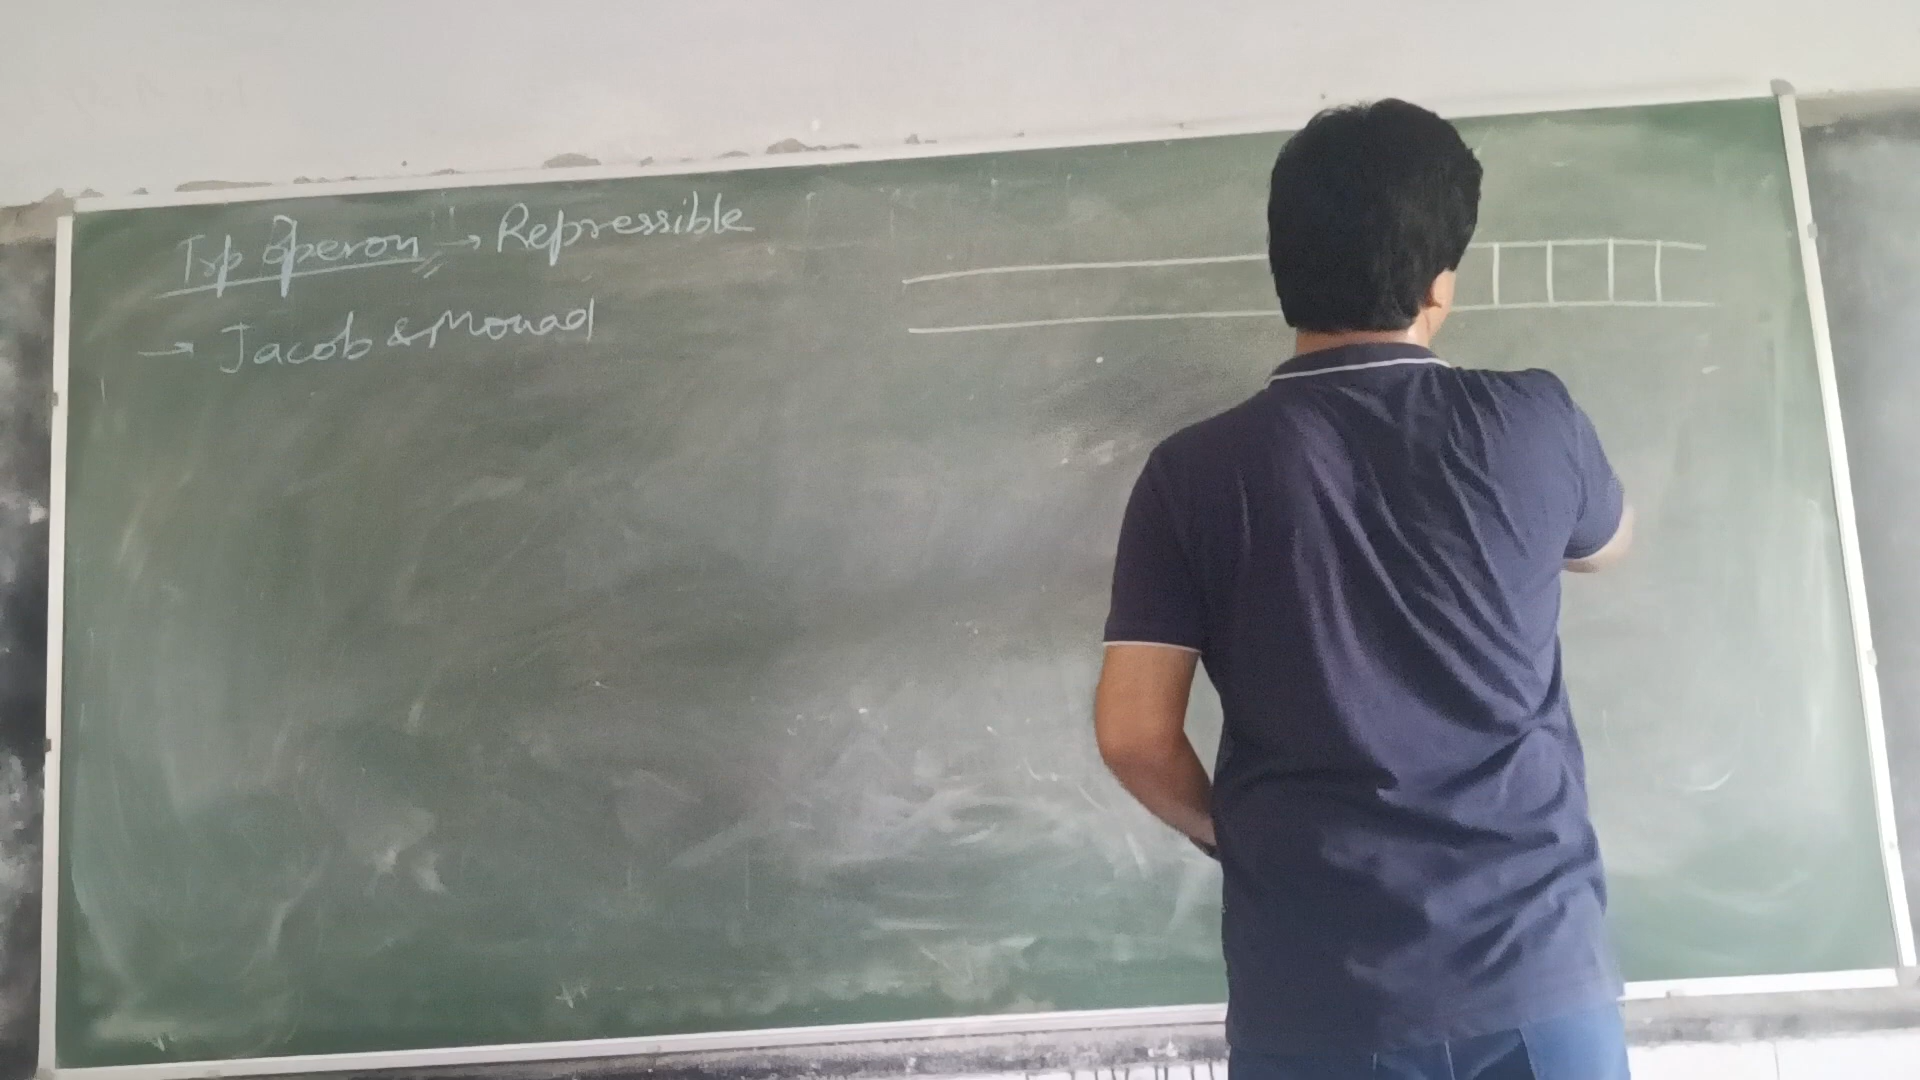 Trp Operon → Repressible
→ Jacob & Monad